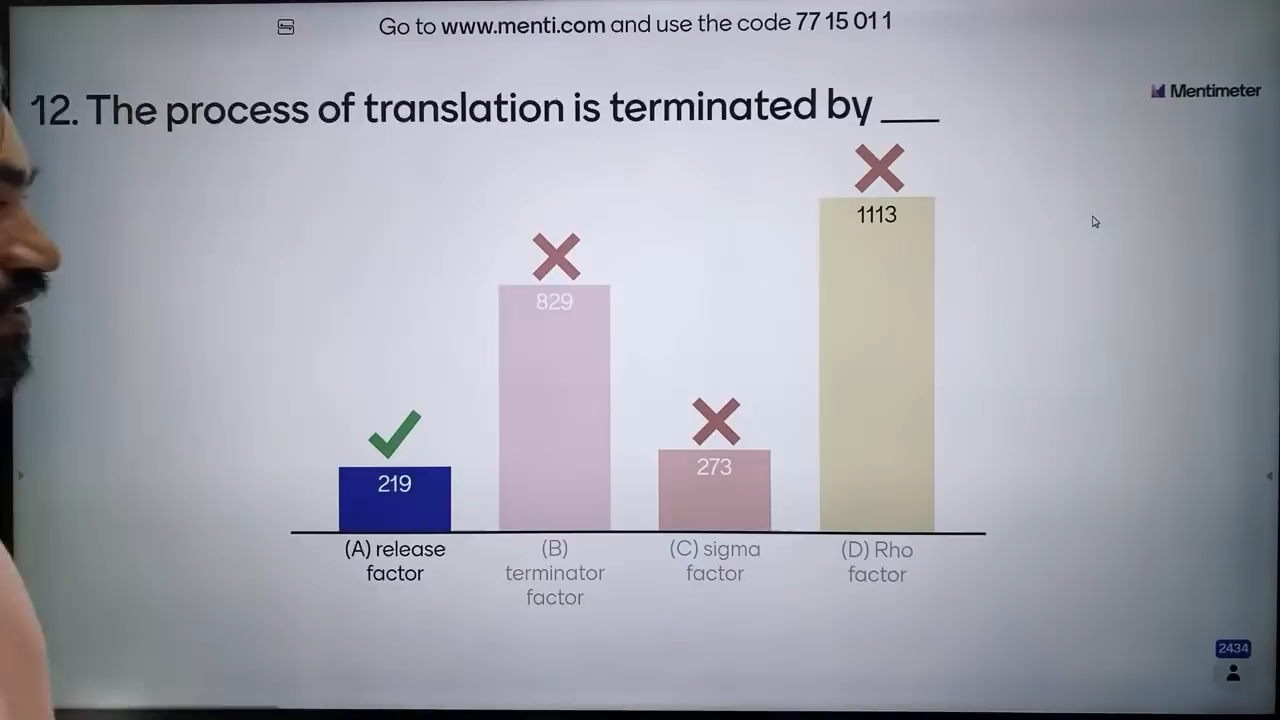 Go to www.menti.com and use the code 77 15 01 1
Mentimeter
12. The process of translation is terminated by ___
1113
829
273
219
(A) release
factor
(B)
terminator
factor
(C) sigma
factor
(D) Rho
factor
2434